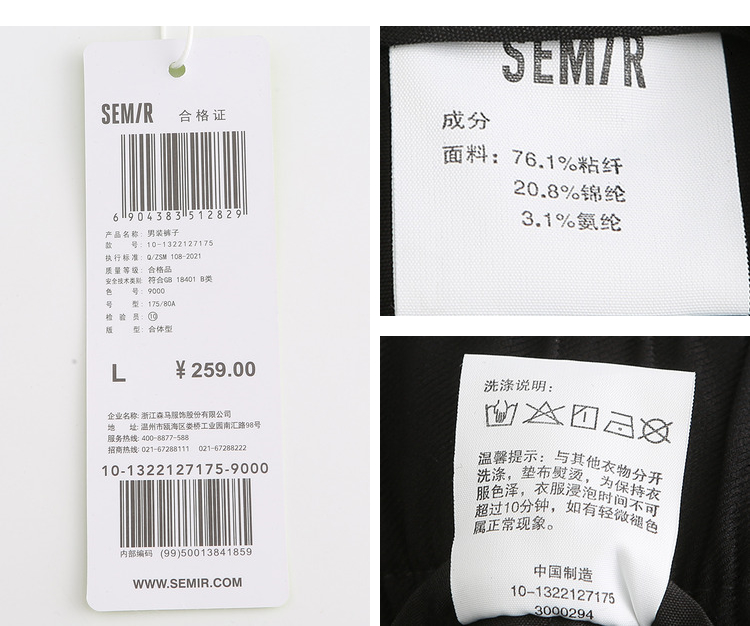 SEMIR 合格证
6 904383 512829
产品名称: 男装裤子
款 号: 10-1322127175
执行标准: Q/ZSM 108-2021
质量等级: 合格品
安全技术类别: 符合GB 18401 B类
色 号: 9000
号 型: 175/80A
检 验 员: ⑩
版 型: 合体型
L ¥259.00
企业名称: 浙江森马服饰股份有限公司
地 址: 温州市瓯海区娄桥工业园南汇路98号
服务热线: 400-8877-588
招商热线: 021-67288111 021-67288222
10-1322127175-9000
内部编码 (99)50013841859
WWW.SEMIR.COM
SEMIR
成分
面料: 76.1%粘纤
20.8%锦纶
3.1%氨纶
洗涤说明:
温馨提示: 与其他衣物分开
洗涤, 垫布熨烫, 为保持衣
服色泽, 衣服浸泡时间不可
超过10分钟, 如有轻微褪色
属正常现象。
中国制造
10-1322127175
3000294